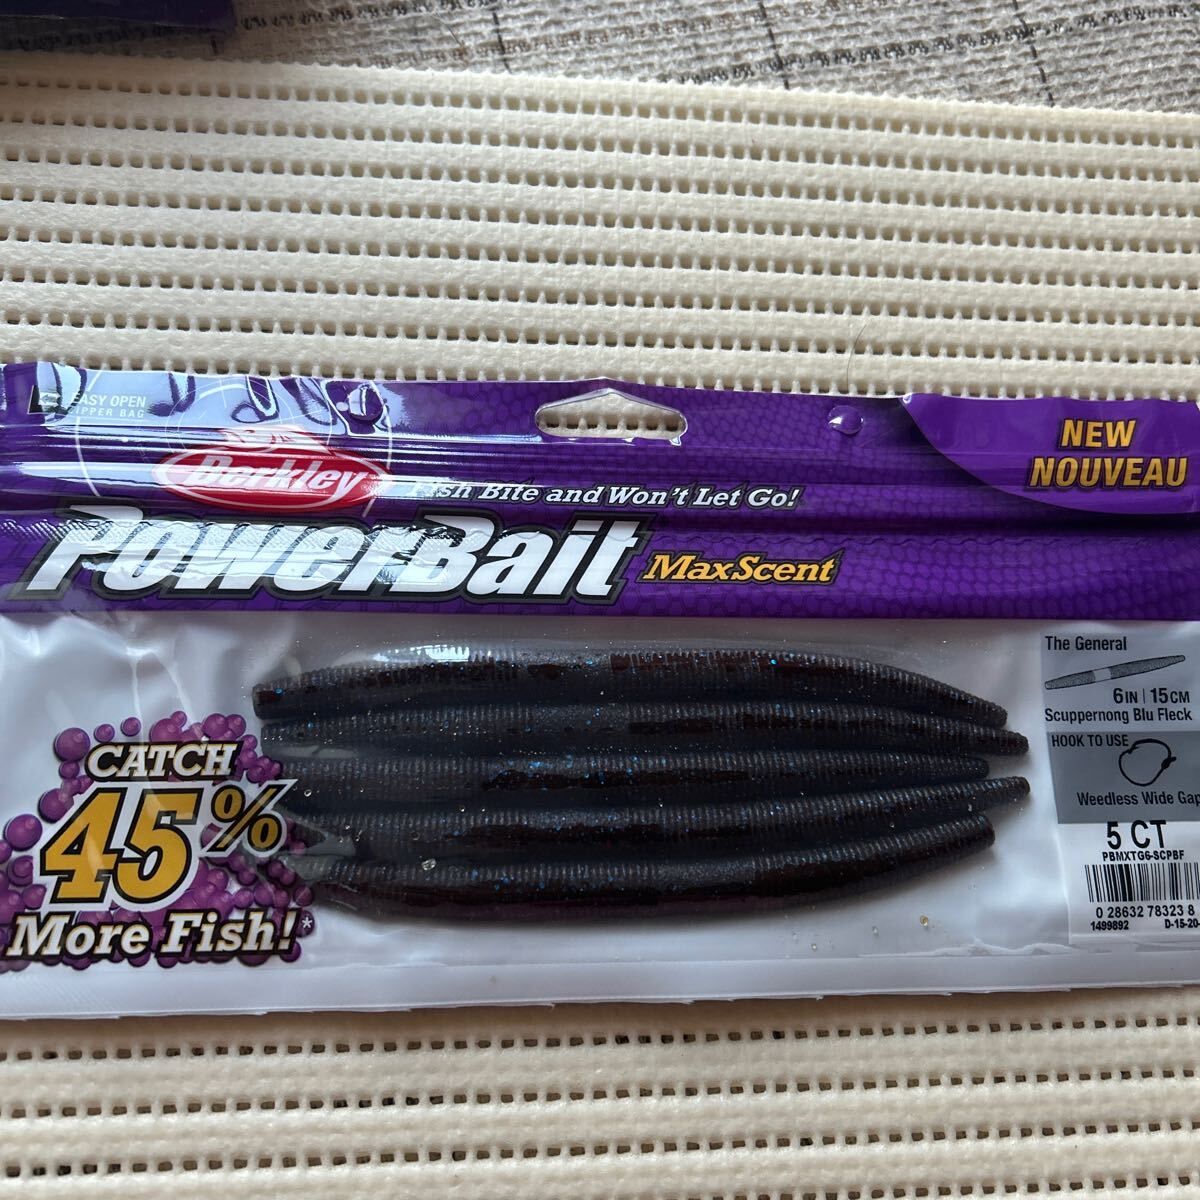 EASY OPEN
ZIPPER BAG
Berkley
Fish Bite and Won't Let Go!
PowerBait MaxScent
NEW
NOUVEAU
The General
6IN | 15CM
Scuppernong Blu Fleck
HOOK TO USE
Weedless Wide Gap
5 CT
PBMXTG6-SCPBF
0 28632 78323 8
1499892 D-15-20-
CATCH
45%
More Fish!*